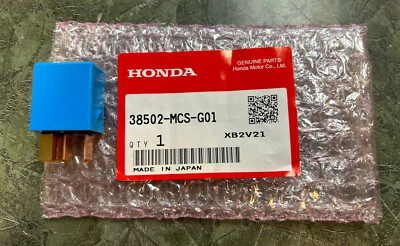 HONDA
GENUINE PARTS
Honda Motor Co., Ltd.
38502-MCS-G01
QTY 1
XB2V21
MADE IN JAPAN